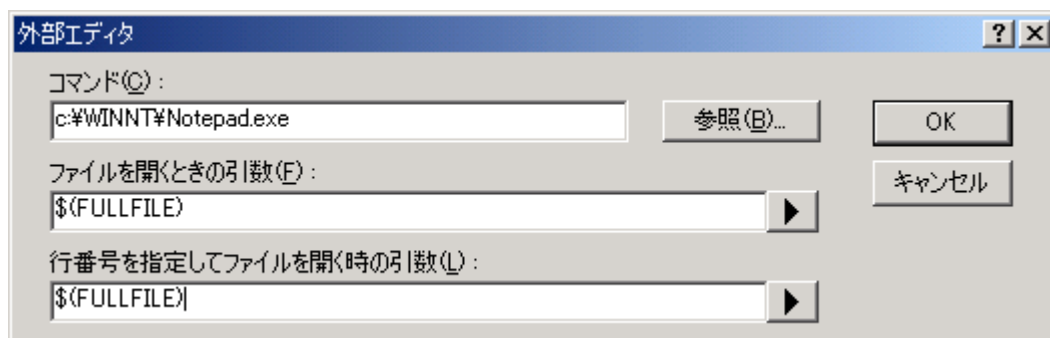 外部エディタ
コマンド(C):
c:¥WINNT¥Notepad.exe
参照(B)...
OK
ファイルを開くときの引数(F):
$(FULLFILE)
キャンセル
行番号を指定してファイルを開く時の引数(L):
$(FULLFILE)